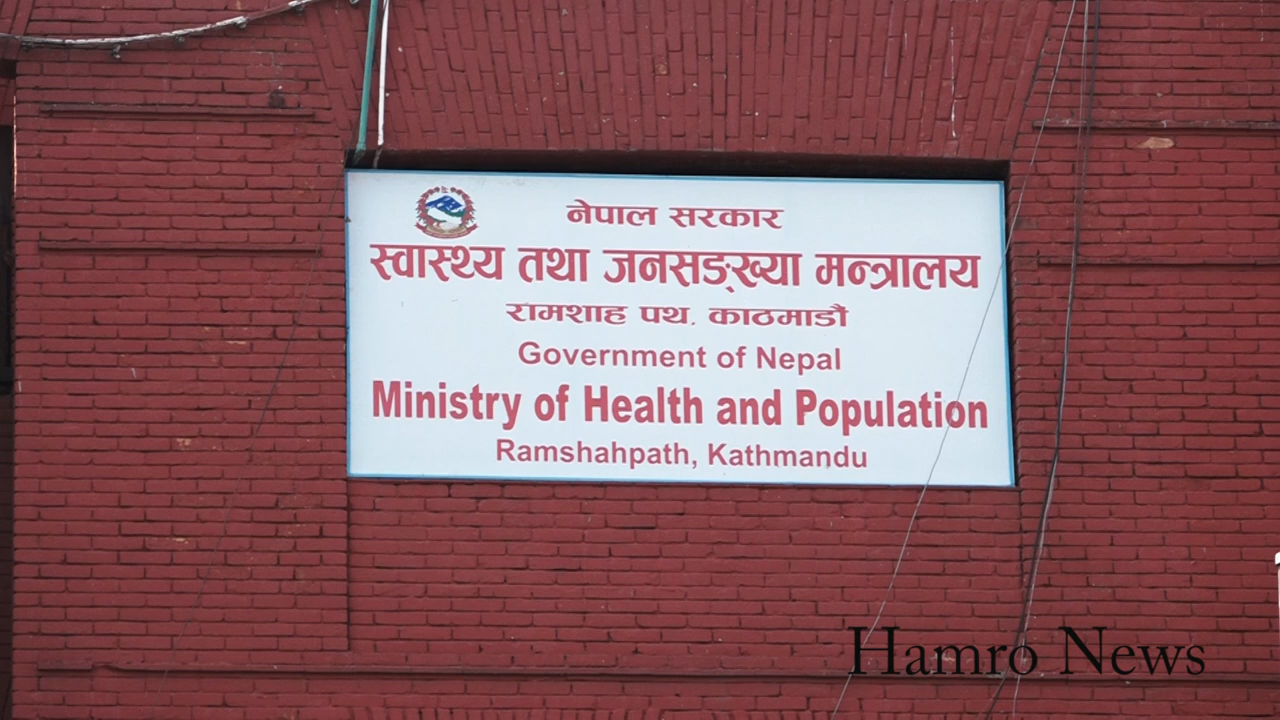 नेपाल सरकार
स्वास्थ्य तथा जनसङ्ख्या मन्त्रालय
रामशाह पथ, काठमाडौं
Government of Nepal
Ministry of Health and Population
Ramshahpath, Kathmandu
Hamro News